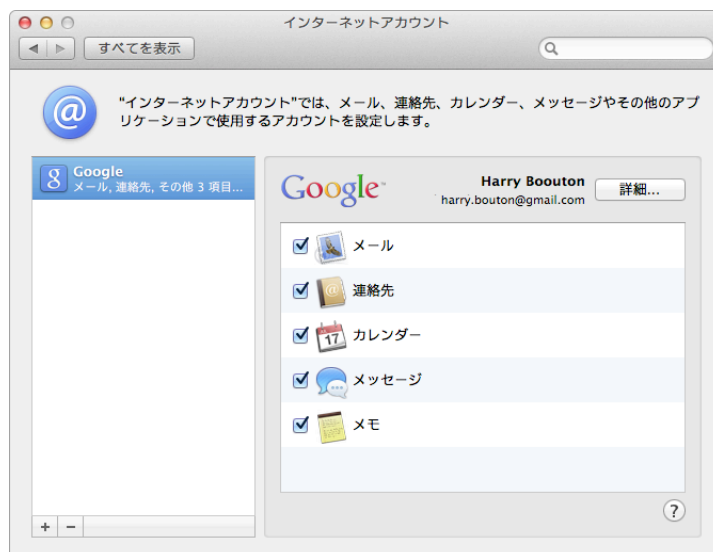 インターネットアカウント
すべてを表示
"インターネットアカウント"では、メール、連絡先、カレンダー、メッセージやその他のアプ
リケーションで使用するアカウントを設定します。
Google
メール, 連絡先, その他 3 項目...
Google™
Harry Boouton
harry.bouton@gmail.com
詳細...
メール
連絡先
17
カレンダー
メッセージ
メモ